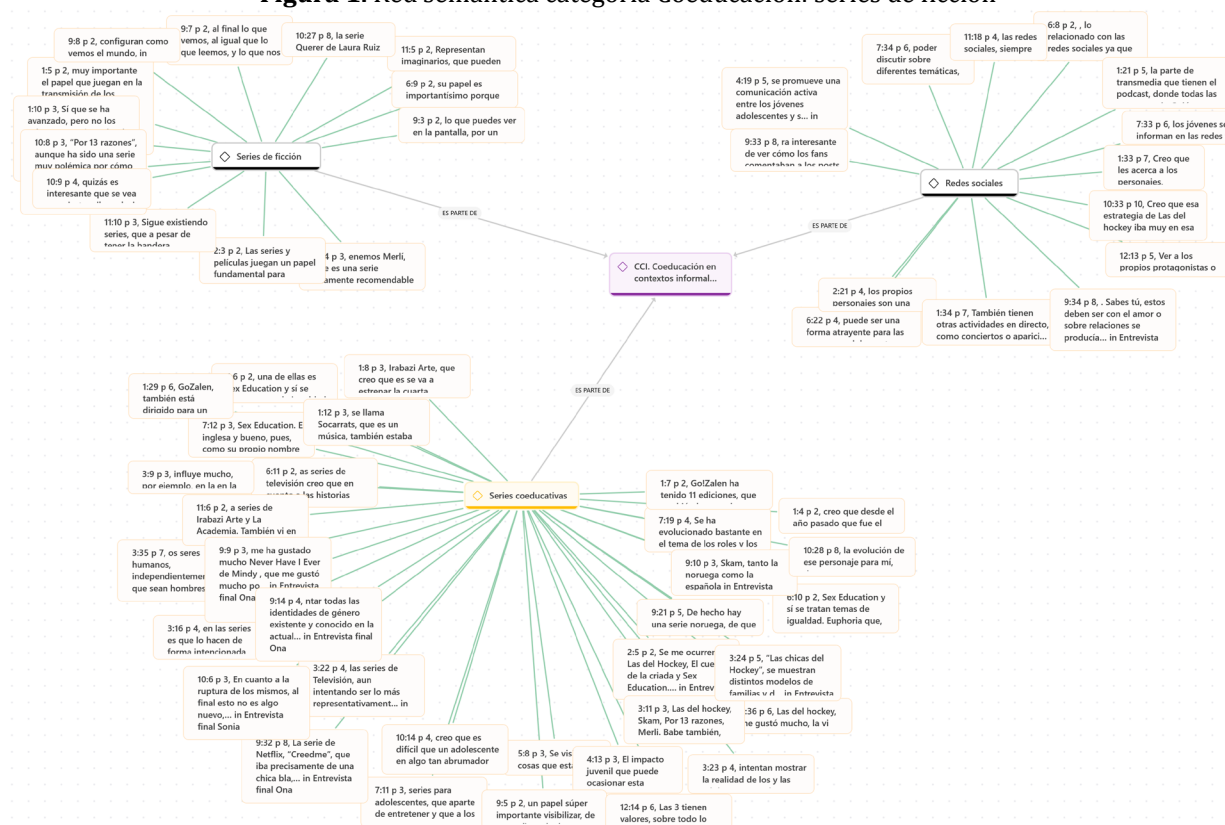 Figura 1. Red semántica categoría Coeducación: series de ficción
9:8 p 2, configuran como
vemos el mundo, in
9:7 p 2, al final lo que
vemos, al igual lo que
que leemos, y lo que nos
10:27 p 8, la serie
Querer de Laura Ruiz
11:5 p 2, Representan
imaginarios, que pueden
1:5 p 2, muy importante
el papel que juegan en la
transmisión de los
6:9 p 2, su papel es
importantísimo porque
1:10 p 3, Sí que se ha
avanzado, pero no los
9:3 p 2, lo que puedes ver
en la pantalla, por un
10:8 p 3, "Por 13 razones",
aunque ha sido una serie
muy polémica por cómo
Series de ficción
10:9 p 4, quizás es
interesante que se vea
11:10 p 3, Sigue existiendo
series, que a pesar de
tener la bandera
2:3 p 2, Las series y
películas juegan un papel
fundamental para
4 p 3, enemos Merlí,
e es una serie
amente recomendable
ES PARTE DE
6:8 p 2, , lo
relacionado con las
redes sociales ya que
11:18 p 4, las redes
sociales, siempre
7:34 p 6, poder
discutir sobre
diferentes temáticas,
4:19 p 5, se promueve una
comunicación activa
entre los jóvenes
adolescentes y s... in
1:21 p 5, la parte de
transmedia que tienen el
podcast, donde todas las
7:33 p 6, los jóvenes se
informan en las redes
9:33 p 8, ra interesante
de ver cómo los fans
comentaban a los posts
1:33 p 7, Creo que
les acerca a los
personajes.
Redes sociales
10:33 p 10, Creo que esa
estrategia de Las del
hockey iba muy en esa
12:13 p 5, Ver a los
propios protagonistas o
ES PARTE DE
CCI. Coeducación en
contextos informal...
2:21 p 4, los propios
personajes son una
6:22 p 4, puede ser una
forma atrayente para las
1:34 p 7, También tienen
otras actividades en directo,
como conciertos o aparici...
9:34 p 8, . Sabes tú, estos
deben ser con el amor o
sobre relaciones se
producía... in Entrevista
ES PARTE DE
1:8 p 3, Irabazi Arte, que
creo que es se va a
estrenar la cuarta
6 p 2, una de ellas es
ex Education y sí se
1:29 p 6, GoZalen,
también está
dirigido para un
1:12 p 3, se llama
Socarrats, que es un
música, también estaba
7:12 p 3, Sex Education. E
inglesa y bueno, pues,
como su propio nombre
3:9 p 3, influye mucho,
por ejemplo, en la en la
6:11 p 2, as series de
televisión creo que en
cuanto a las historias
Series coeducativas
11:6 p 2, a series de
Irabazi Arte y La
Academia. También vi en
3:35 p 7, os seres
humanos,
independientemen
que sean hombres
9:9 p 3, me ha gustado
mucho Never Have I Ever
de Mindy , que me gustó
mucho po... in Entrevista
final Ona
9:14 p 4, ntar todas las
identidades de género
existente y conocido en la
actual... in Entrevista final
Ona
3:16 p 4, en las series
es que lo hacen de
forma intencionada
3:22 p 4, las series de
Televisión, aun
intentando ser lo más
representativament... in
10:6 p 3, En cuanto a la
ruptura de los mismos, al
final esto no es algo
nuevo,... in Entrevista
final Sonia
9:32 p 8, La serie de
Netflix, "Creedme", que
iba precisamente de una
chica bla,... in Entrevista
final Ona
10:14 p 4, creo que es
difícil que un adolescente
en algo tan abrumador
7:11 p 3, series para
adolescentes, que aparte
de entretener y que a los
5:8 p 3, Se vis
cosas que está
9:5 p 2, un papel súper
importante visibilizar, de
4:13 p 3, El impacto
juvenil que puede
ocasionar esta
12:14 p 6, Las 3 tienen
valores, sobre todo lo
3:23 p 4, intentan mostrar
la realidad de los y las
1:7 p 2, Go!Zalen ha
tenido 11 ediciones, que
1:4 p 2, creo que desde el
año pasado que fue el
7:19 p 4, Se ha
evolucionado bastante en
el tema de los roles y los
10:28 p 8, la evolución de
ese personaje para mí,
9:10 p 3, Skam, tanto la
noruega como la
española in Entrevista
6:10 p 2, Sex Education y
sí se tratan temas de
igualdad. Euphoria que,
9:21 p 5, De hecho hay
una serie noruega, de que
2:5 p 2, Se me ocurren
Las del Hockey, El cue
de la criada y Sex
Education.... in Entrev
3:24 p 5, "Las chicas del
Hockey", se muestran
distintos modelos de
familias y d... in Entrevista
3:11 p 3, Las del hockey,
Skam, Por 13 razones,
Merlí. Babe también,
:36 p 6, Las del hockey,
me gustó mucho, la vi